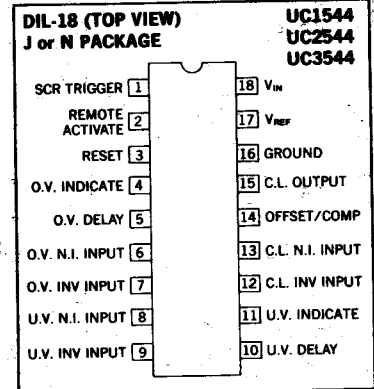 DIL-18 (TOP VIEW)
J or N PACKAGE
UC1544
UC2544
UC3544
SCR TRIGGER 1
REMOTE
ACTIVATE 2
RESET 3
O.V. INDICATE 4
O.V. DELAY 5
O.V. N.I. INPUT 6
O.V. INV INPUT 7
U.V. N.I. INPUT 8
U.V. INV INPUT 9
18 VIN
17 VREF
16 GROUND
15 C.L. OUTPUT
14 OFFSET/COMP
13 C.L. N.I. INPUT
12 C.L. INV INPUT
11 U.V. INDICATE
10 U.V. DELAY